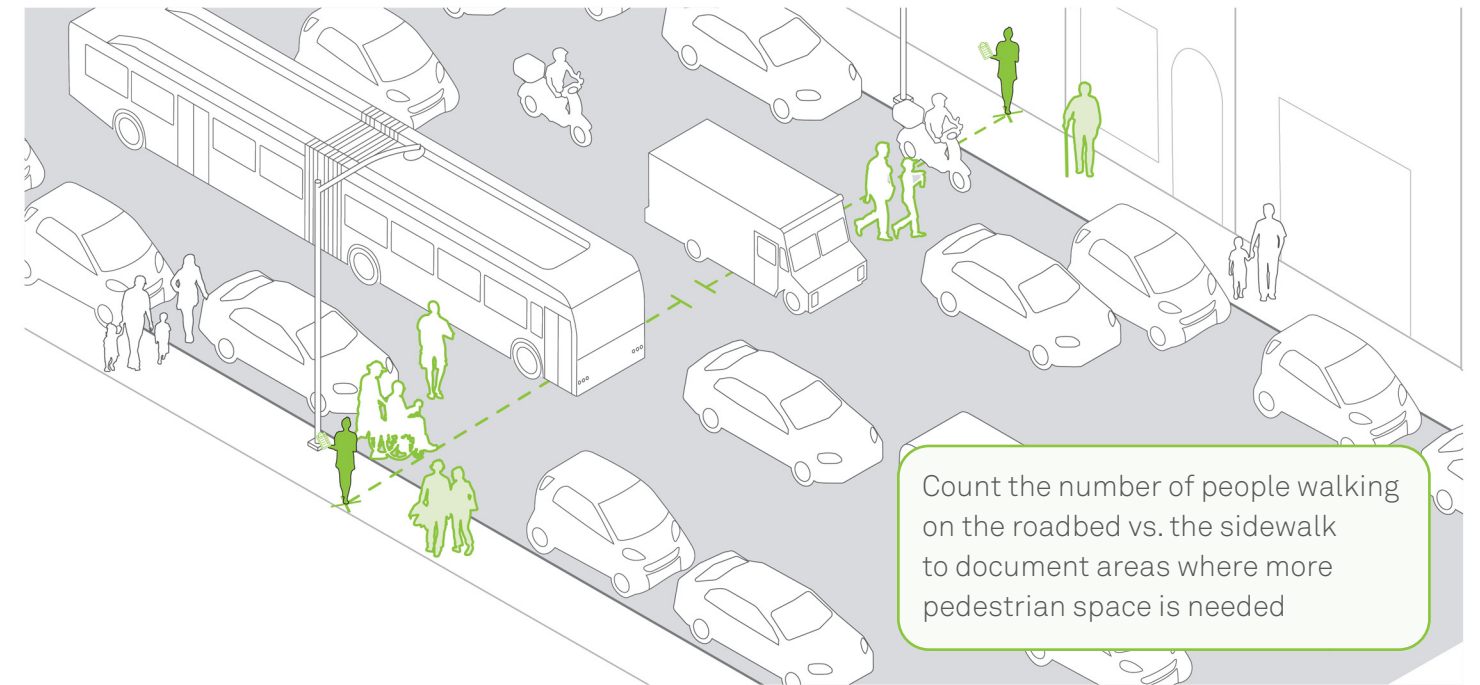 Count the number of people walking
on the roadbed vs. the sidewalk
to document areas where more
pedestrian space is needed